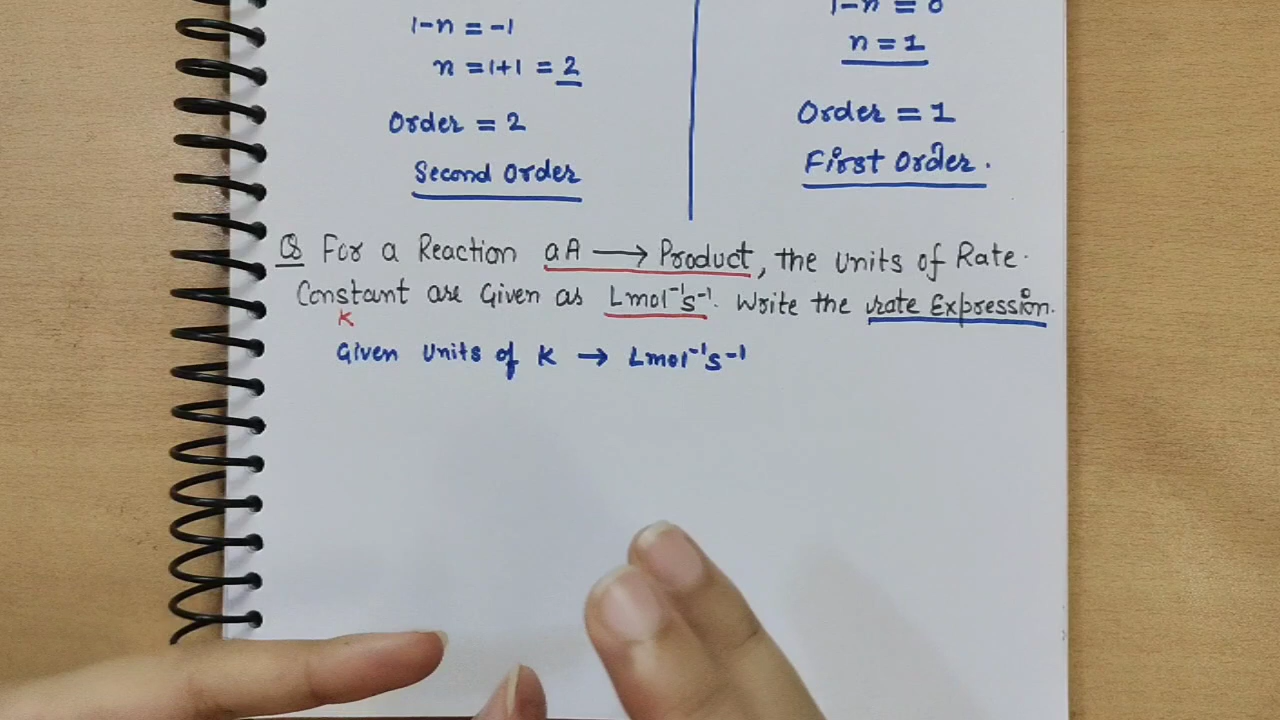 1-n = -1
n = 1+1 = 2
Order = 2
Second Order
1-n = 0
n = 1
Order = 1
First Order.
Q For a Reaction aA ⟶ Product, the Units of Rate.
Constant are Given as Lmol⁻¹s⁻¹. Write the rate Expression.
K
Given Units of K → Lmol⁻¹s⁻¹